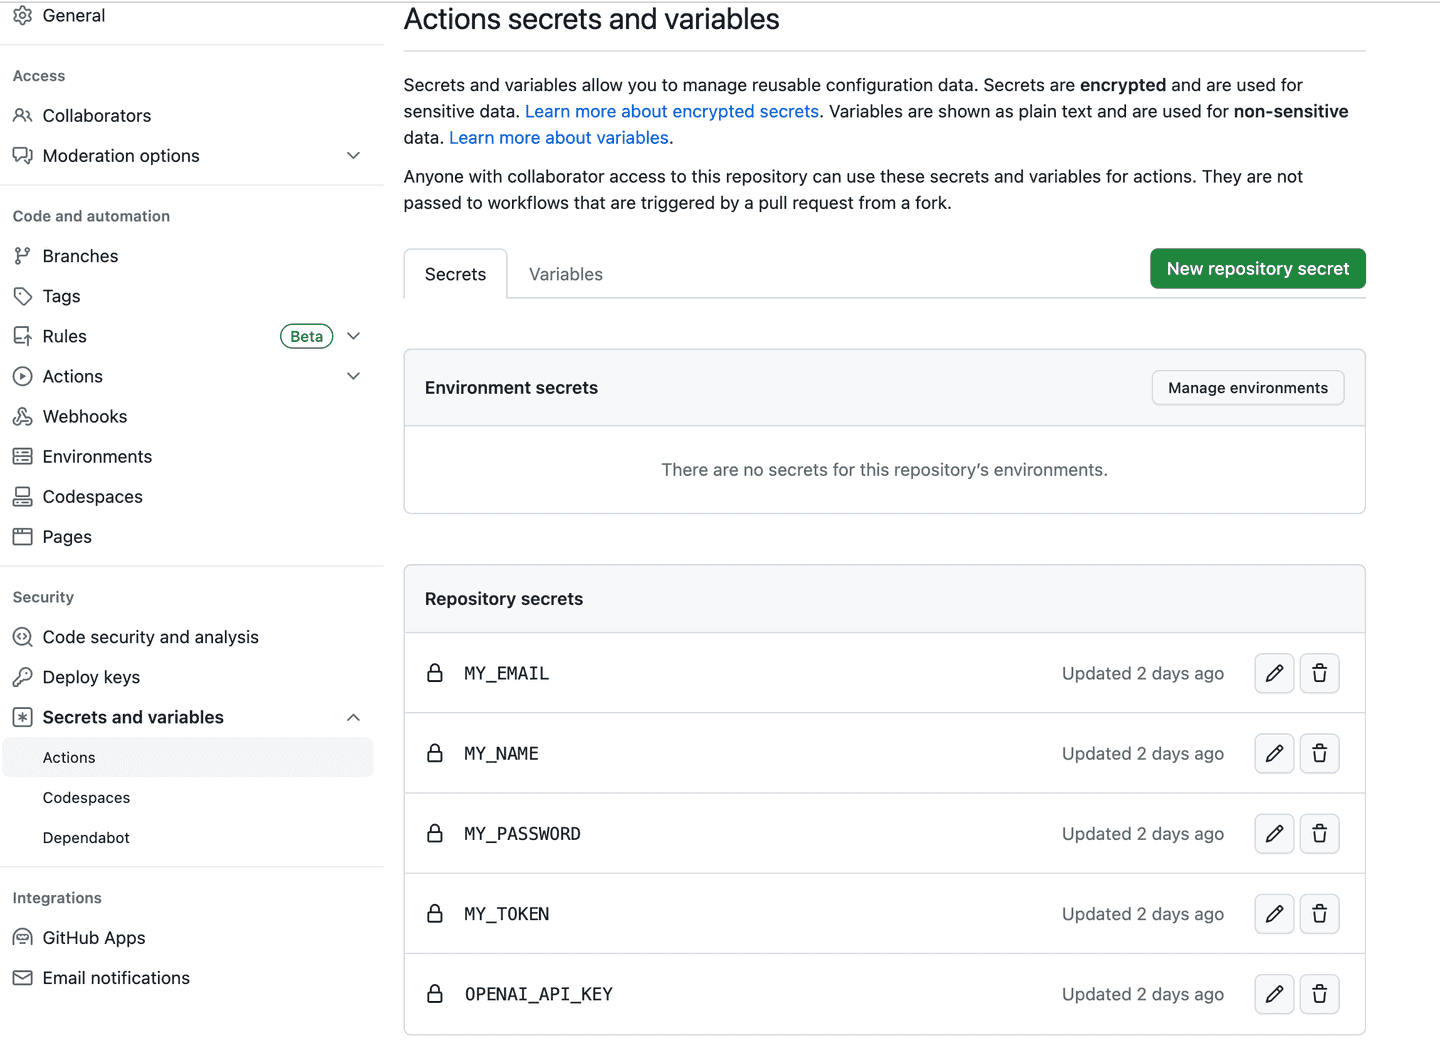 General
Access
Collaborators
Moderation options
Code and automation
Branches
Tags
Rules Beta
Actions
Webhooks
Environments
Codespaces
Pages
Security
Code security and analysis
Deploy keys
Secrets and variables
Actions
Codespaces
Dependabot
Integrations
GitHub Apps
Email notifications
Actions secrets and variables
Secrets and variables allow you to manage reusable configuration data. Secrets are encrypted and are used for
sensitive data. Learn more about encrypted secrets. Variables are shown as plain text and are used for non-sensitive
data. Learn more about variables.
Anyone with collaborator access to this repository can use these secrets and variables for actions. They are not
passed to workflows that are triggered by a pull request from a fork.
Secrets Variables New repository secret
Environment secrets Manage environments
There are no secrets for this repository’s environments.
Repository secrets
MY_EMAIL Updated 2 days ago
MY_NAME Updated 2 days ago
MY_PASSWORD Updated 2 days ago
MY_TOKEN Updated 2 days ago
OPENAI_API_KEY Updated 2 days ago